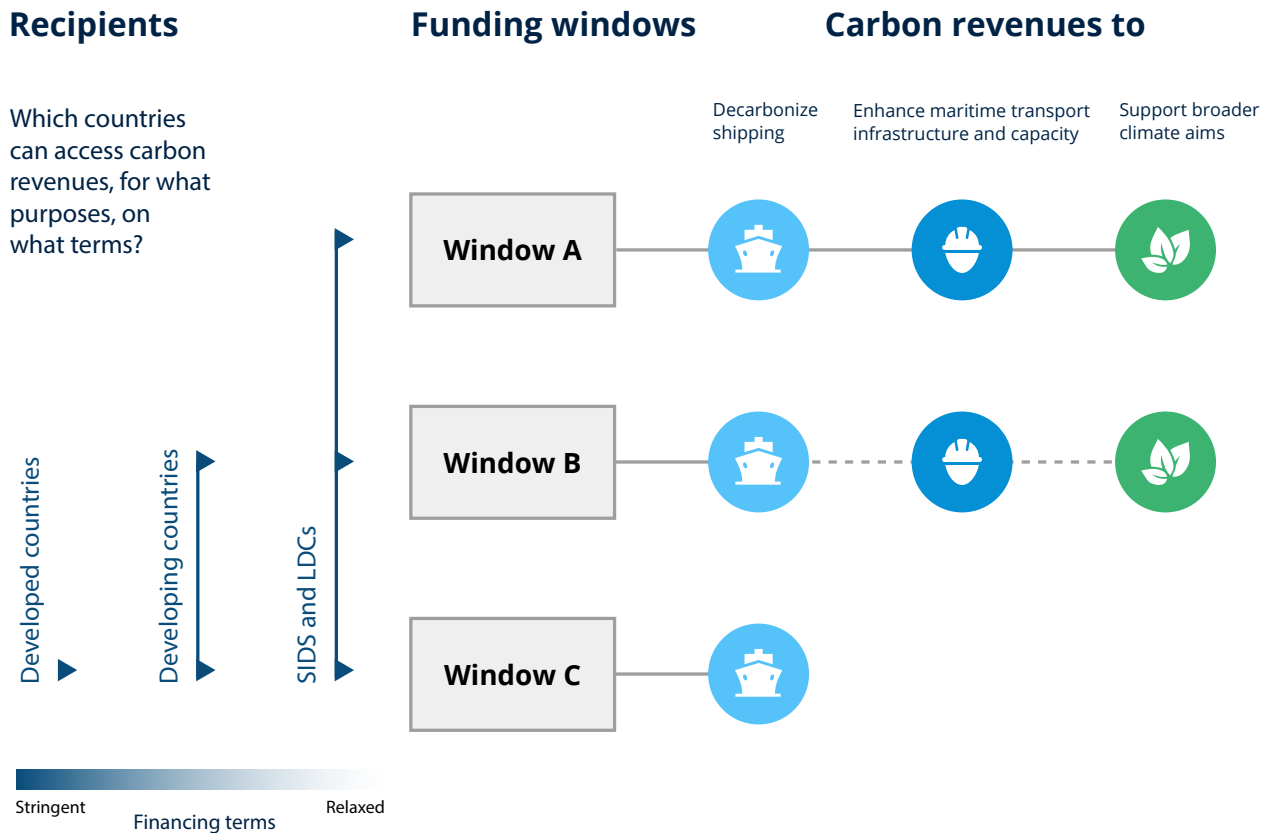 Recipients
Funding windows
Carbon revenues to
Which countries
can access carbon
revenues, for what
purposes, on
what terms?
Decarbonize
shipping
Enhance maritime transport
infrastructure and capacity
Support broader
climate aims
Window A
Window B
Window C
Developed countries
Developing countries
SIDS and LDCs
Stringent
Relaxed
Financing terms